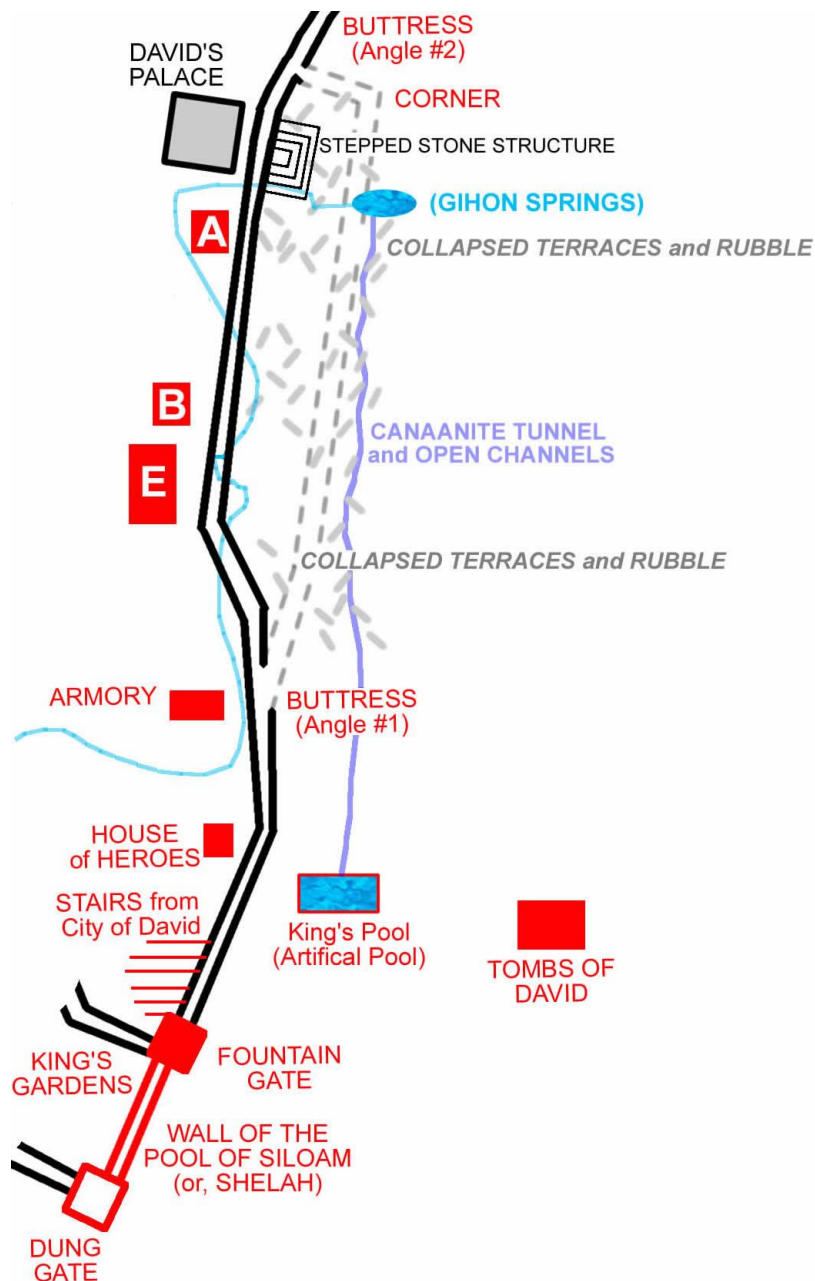 BUTTRESS
(Angle #2)
DAVID'S
PALACE
CORNER
STEPPED STONE STRUCTURE
(GIHON SPRINGS)
A
COLLAPSED TERRACES and RUBBLE
B
CANAANITE TUNNEL
and OPEN CHANNELS
E
COLLAPSED TERRACES and RUBBLE
ARMORY
BUTTRESS
(Angle #1)
HOUSE
of HEROES
STAIRS from
City of David
King's Pool
(Artifical Pool)
TOMBS OF
DAVID
KING'S
GARDENS
FOUNTAIN
GATE
WALL OF THE
POOL OF SILOAM
(or, SHELAH)
DUNG
GATE